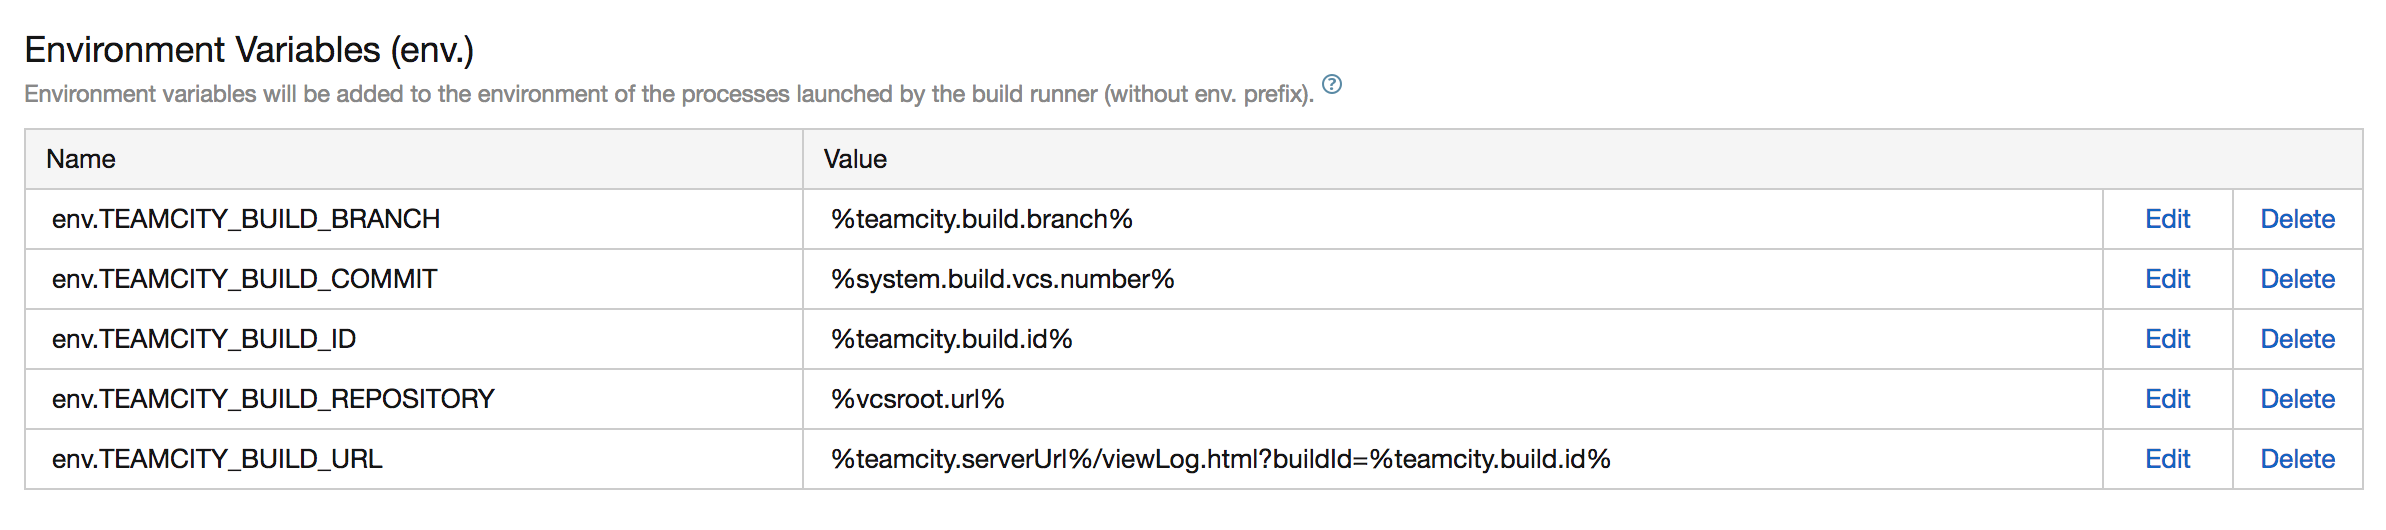 Environment Variables (env.)
Environment variables will be added to the environment of the processes launched by the build runner (without env. prefix). ?
Name Value
env.TEAMCITY_BUILD_BRANCH %teamcity.build.branch% Edit Delete
env.TEAMCITY_BUILD_COMMIT %system.build.vcs.number% Edit Delete
env.TEAMCITY_BUILD_ID %teamcity.build.id% Edit Delete
env.TEAMCITY_BUILD_REPOSITORY %vcsroot.url% Edit Delete
env.TEAMCITY_BUILD_URL %teamcity.serverUrl%/viewLog.html?buildId=%teamcity.build.id% Edit Delete